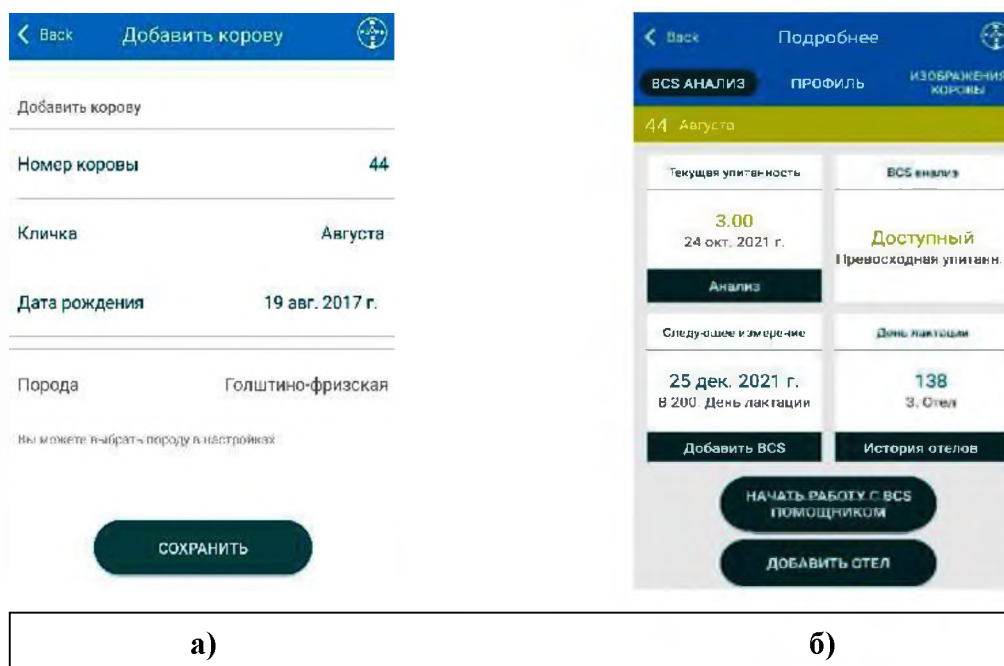 Back Добавить корову
Добавить корову
Номер коровы 44
Кличка Августа
Дата рождения 19 авг. 2017 г.
Порода Голштино-фризская
Вы можете выбрать породу в настройках
СОХРАНИТЬ
а)
Back Подробнее
BCS АНАЛИЗ ПРОФИЛЬ ИЗОБРАЖЕНИЯ
КОРОВЫ
44 Августа
Текущая упитанность BCS анализ
3.00
24 окт. 2021 г.
Доступный
Превосходная упитанн.
Анализ
Следующее измерение День лактации
25 дек. 2021 г. 138
В 200. День лактации 3. Отел
Добавить BCS История отелов
НАЧАТЬ РАБОТУ С BCS
ПОМОЩНИКОМ
ДОБАВИТЬ ОТЕЛ
б)